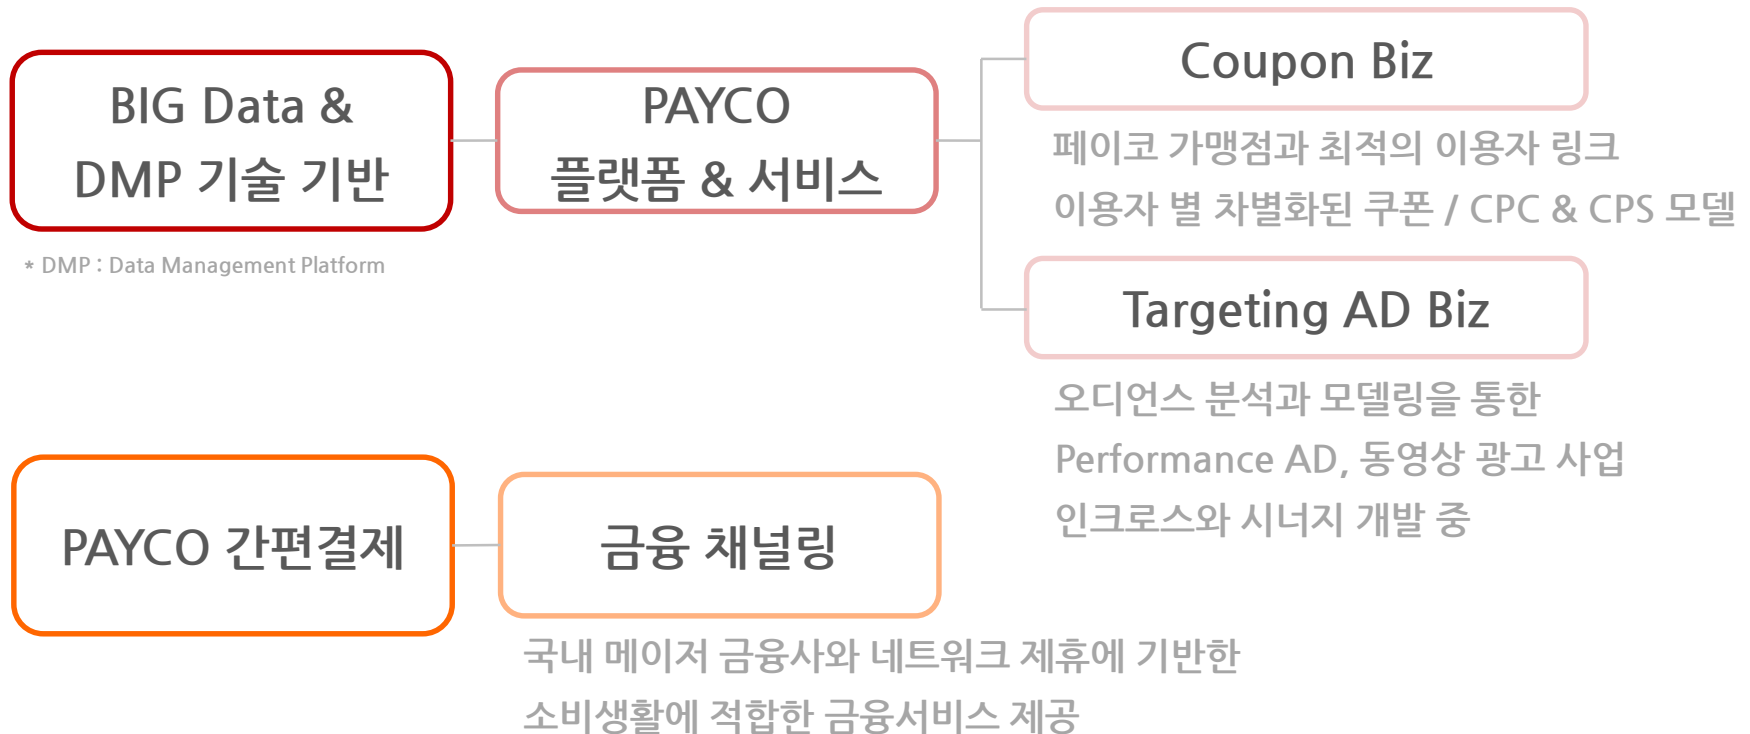 BIG Data &
DMP 기술 기반
* DMP : Data Management Platform
PAYCO
플랫폼 & 서비스
Coupon Biz
페이코 가맹점과 최적의 이용자 링크
이용자 별 차별화된 쿠폰 / CPC & CPS 모델
Targeting AD Biz
오디언스 분석과 모델링을 통한
Performance AD, 동영상 광고 사업
인크로스와 시너지 개발 중
PAYCO 간편결제
금융 채널링
국내 메이저 금융사와 네트워크 제휴에 기반한
소비생활에 적합한 금융서비스 제공